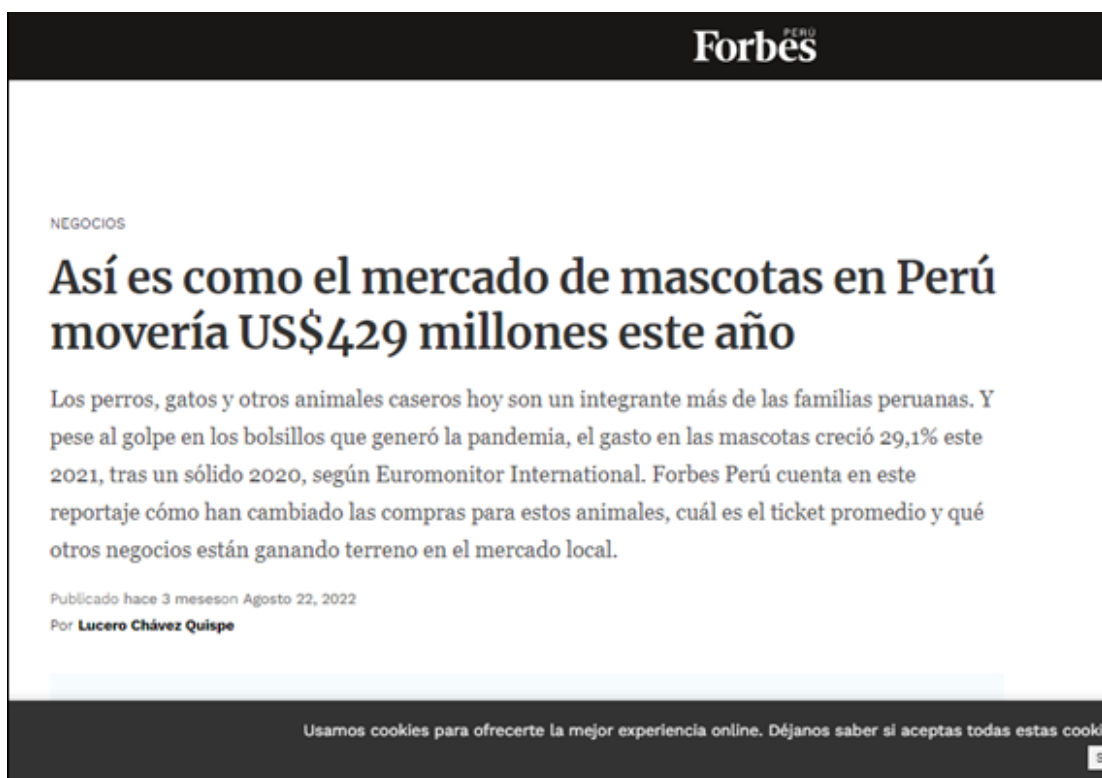 Forbes
PERÚ
NEGOCIOS
Así es como el mercado de mascotas en Perú
movería US$429 millones este año
Los perros, gatos y otros animales caseros hoy son un integrante más de las familias peruanas. Y
pese al golpe en los bolsillos que generó la pandemia, el gasto en las mascotas creció 29,1% este
2021, tras un sólido 2020, según Euromonitor International. Forbes Perú cuenta en este
reportaje cómo han cambiado las compras para estos animales, cuál es el ticket promedio y qué
otros negocios están ganando terreno en el mercado local.
Publicado hace 3 meseson Agosto 22, 2022
Por Lucero Chávez Quispe
Usamos cookies para ofrecerte la mejor experiencia online. Déjanos saber si aceptas todas estas cooki